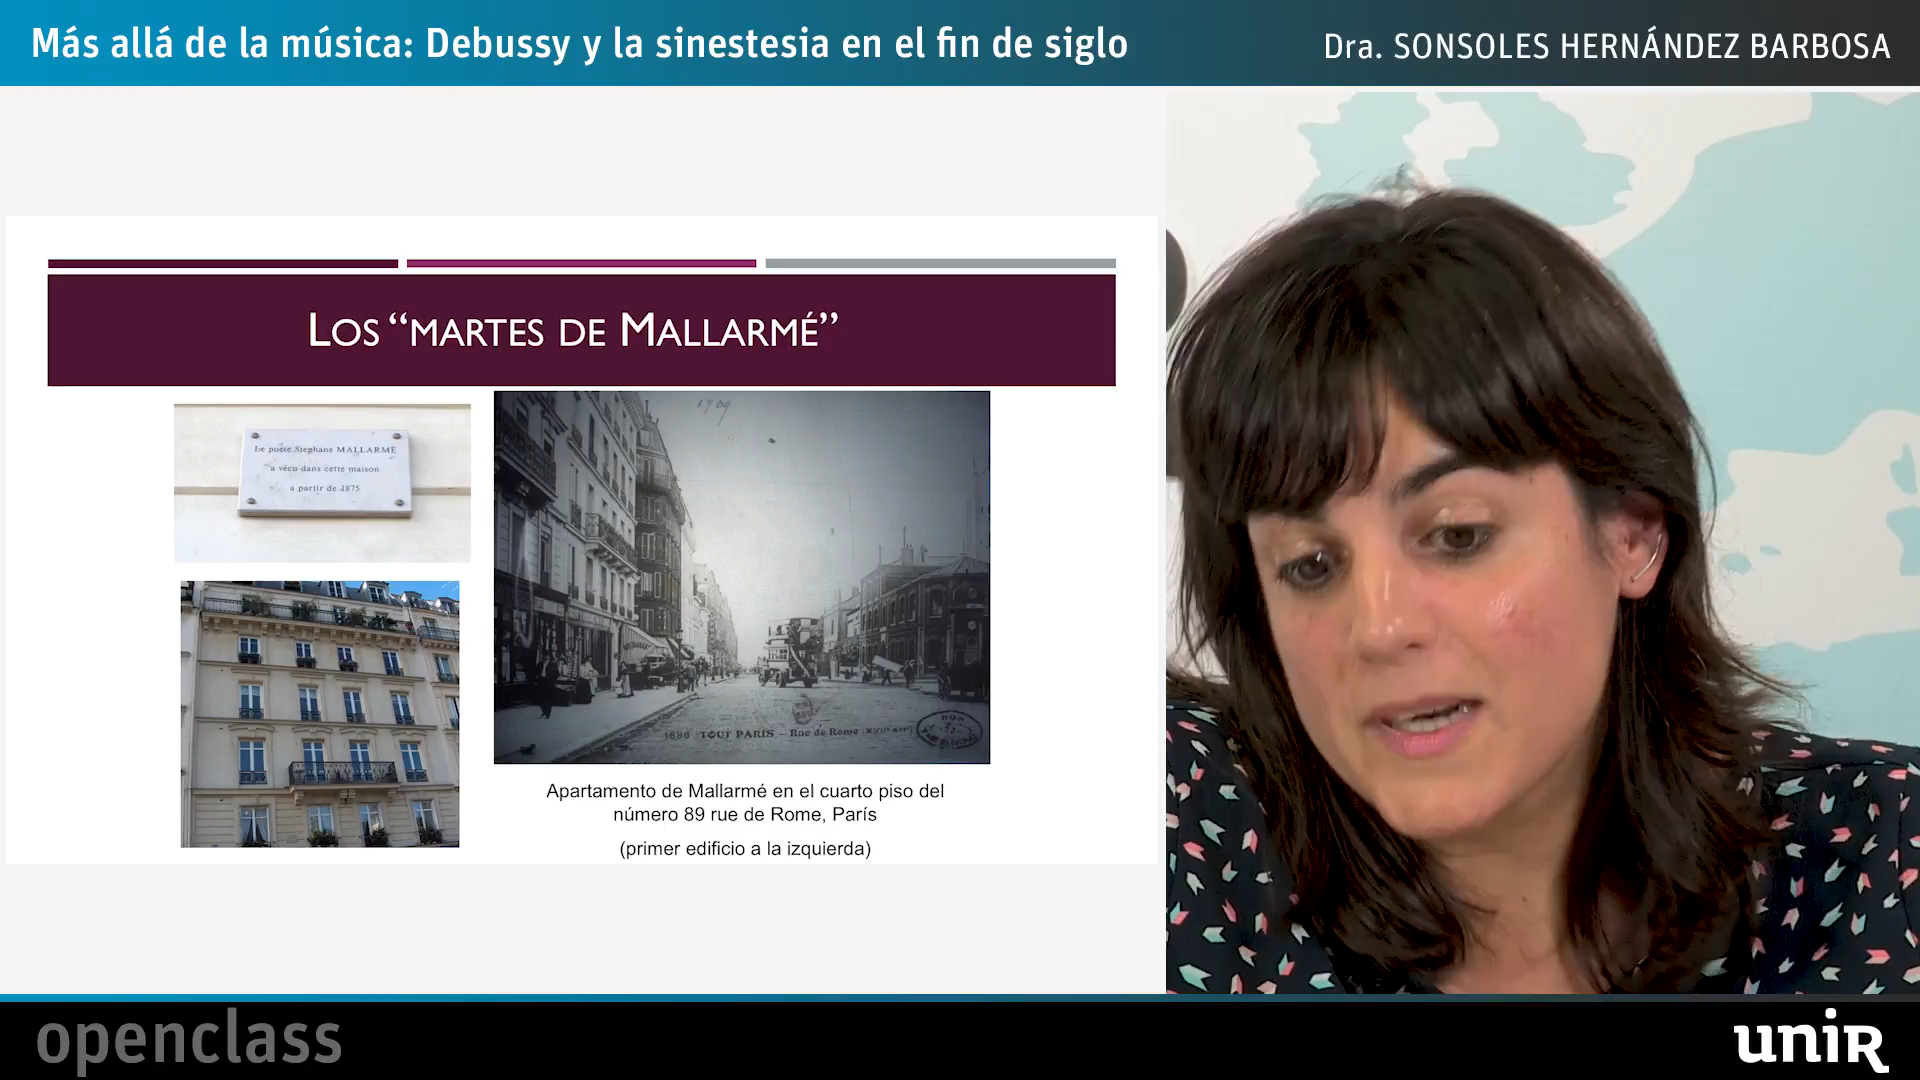 Más allá de la música: Debussy y la sinestesia en el fin de siglo
Dra. SONSOLES HERNÁNDEZ BARBOSA
LOS “MARTES DE MALLARMÉ”
Le poète Stéphane MALLARMÉ
a vécu dans cette maison
à partir de 1875
1909
1686 TOUT PARIS – Rue de Rome
Apartamento de Mallarmé en el cuarto piso del
número 89 rue de Rome, París
(primer edificio a la izquierda)
openclass
unir